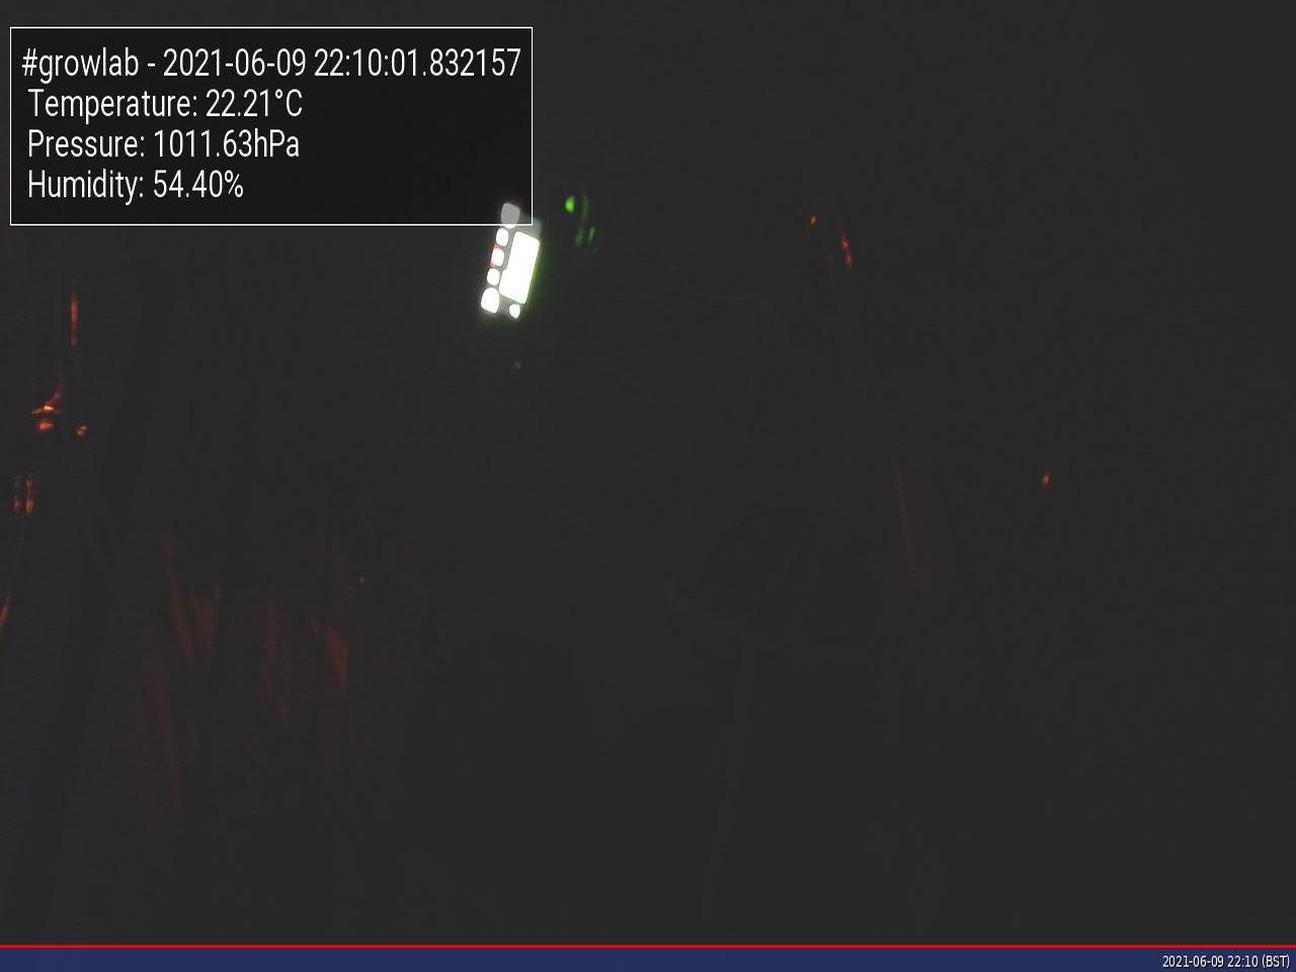 #growlab - 2021-06-09 22:10:01.832157
Temperature: 22.21°C
Pressure: 1011.63hPa
Humidity: 54.40%
2021-06-09 22:10 (BST)